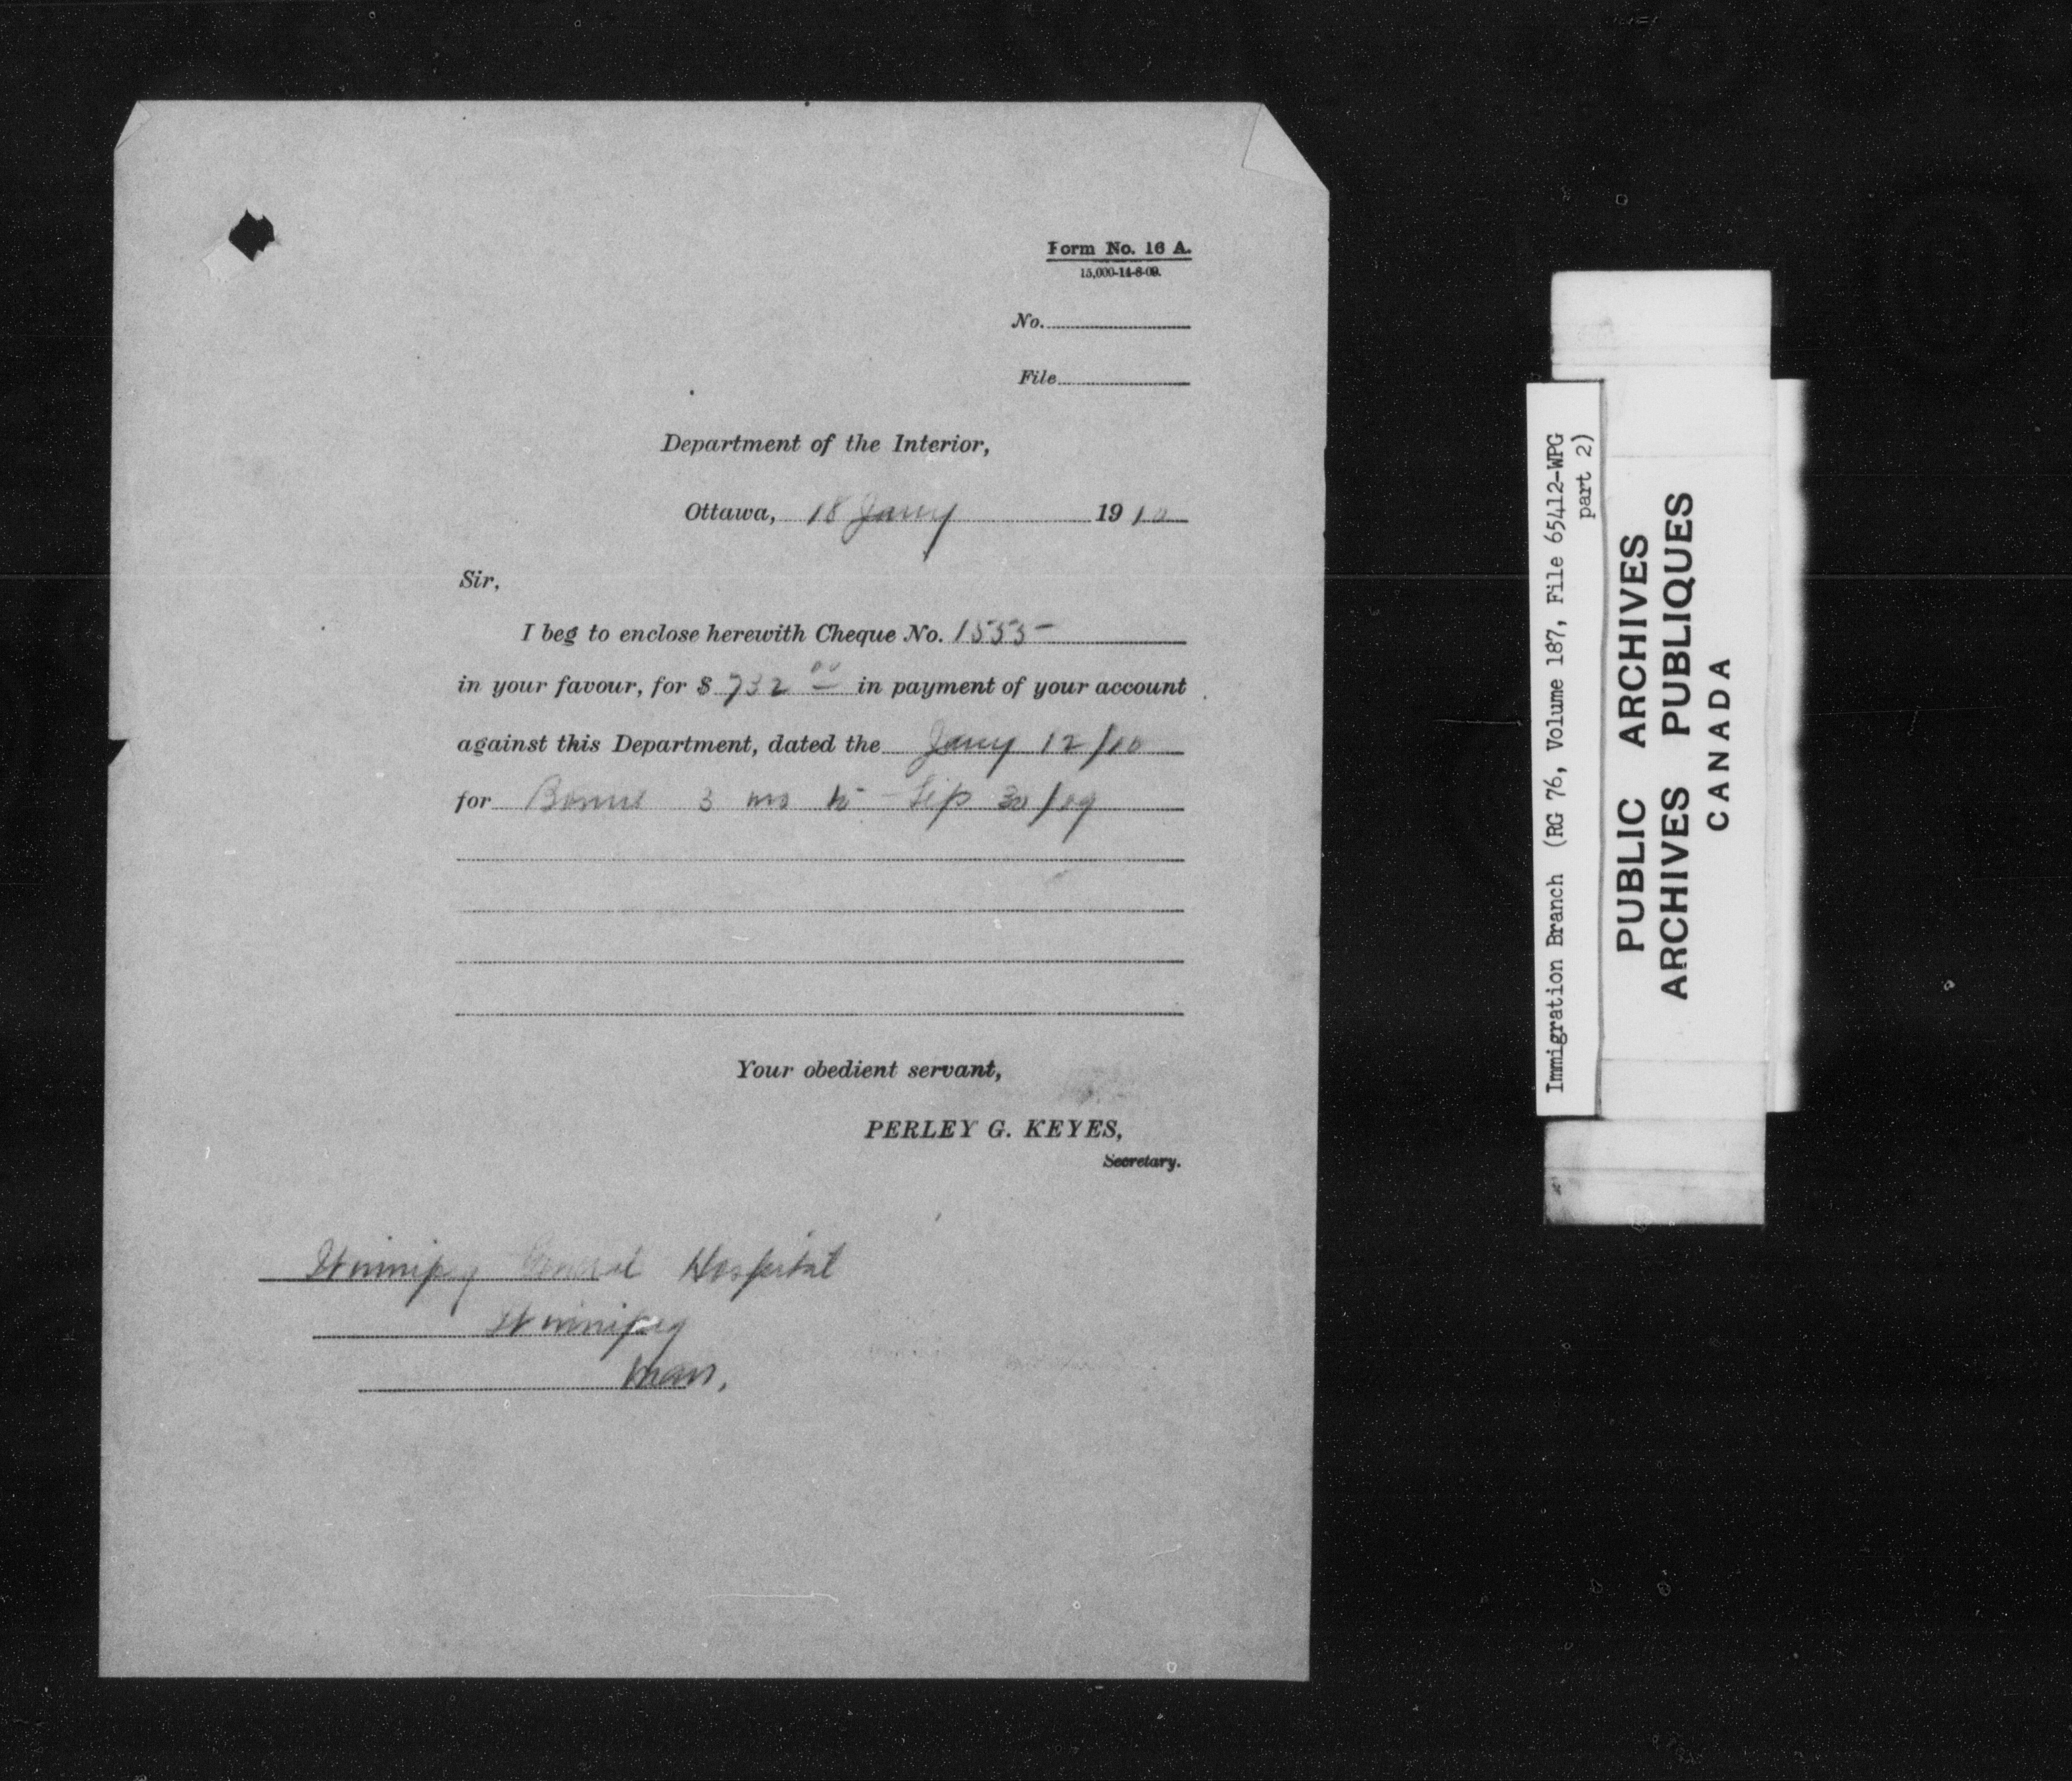 Form No. 16 A.
15,000-14-8-09.
No.
File
Department of the Interior,
Ottawa, 18 Jany 1910
Sir,
I beg to enclose herewith Cheque No. 1555
in your favour, for $ 732 00 in payment of your account
against this Department, dated the Jany 12/10
for Bonus 3 mo to Sep 30/09
Your obedient servant,
PERLEY G. KEYES,
Secretary.
Winnipeg General Hospital
Winnipeg
Man,
Immigration Branch (RG 76, Volume 187, File 65412-WPG
part 2)
PUBLIC ARCHIVES
ARCHIVES PUBLIQUES
CANADA